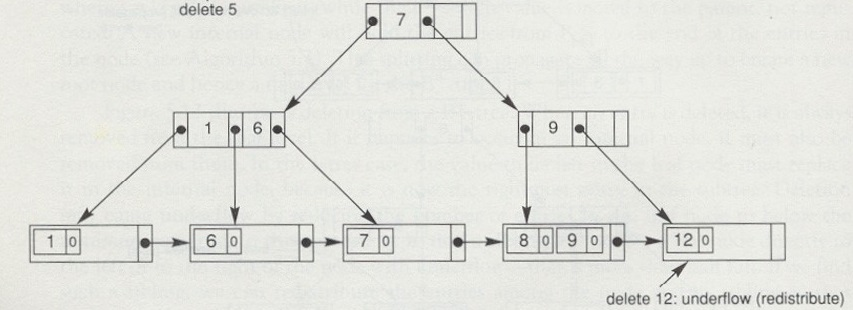 delete 5
7
1 6
9
1 0 6 0 7 0 8 0 9 0 12 0
delete 12: underflow (redistribute)